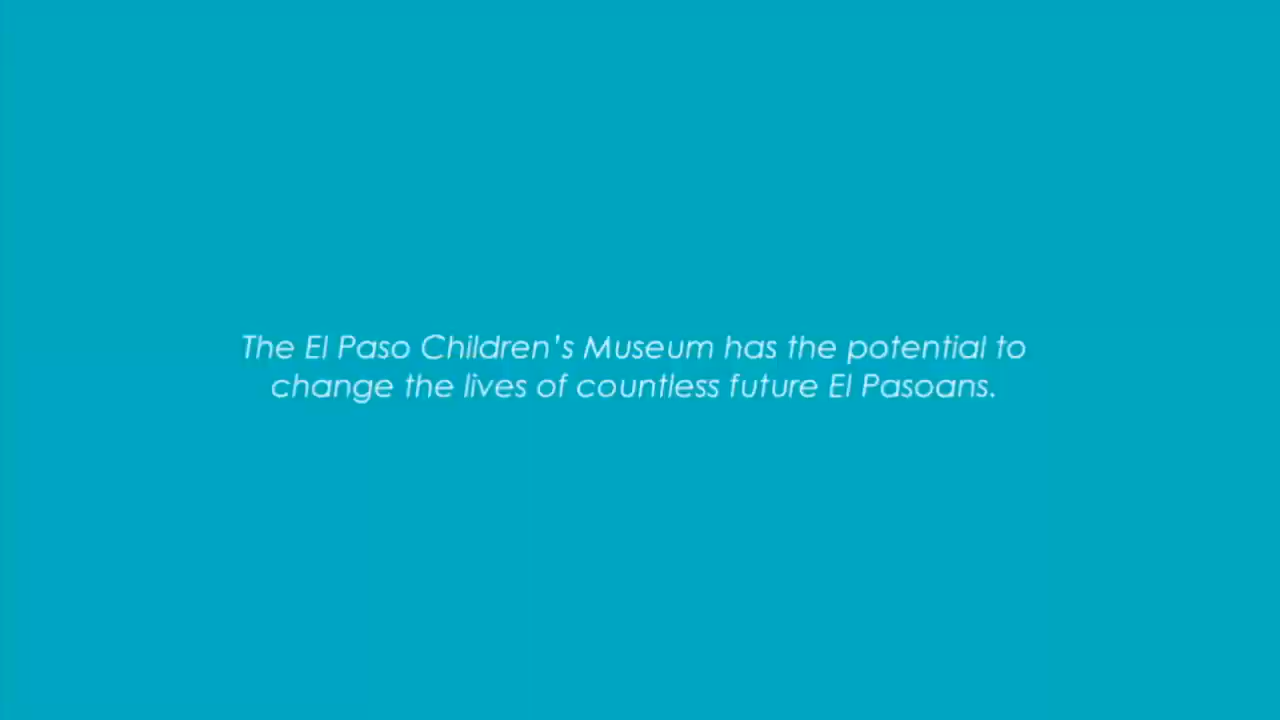 The El Paso Children’s Museum has the potential to
change the lives of countless future El Pasoans.